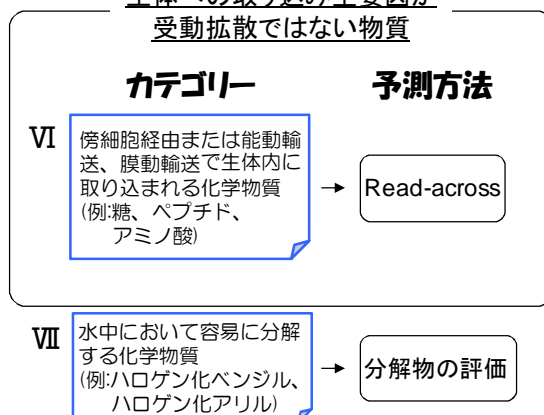 生体への取り込み主要因が
受動拡散ではない物質
カテゴリー 予測方法
Ⅵ
傍細胞経由または能動輸
送、膜動輸送で生体内に
取り込まれる化学物質
(例:糖、ペプチド、
アミノ酸)
Read-across
Ⅶ
水中において容易に分解
する化学物質
(例:ハロゲン化ベンジル、
ハロゲン化アリル)
分解物の評価